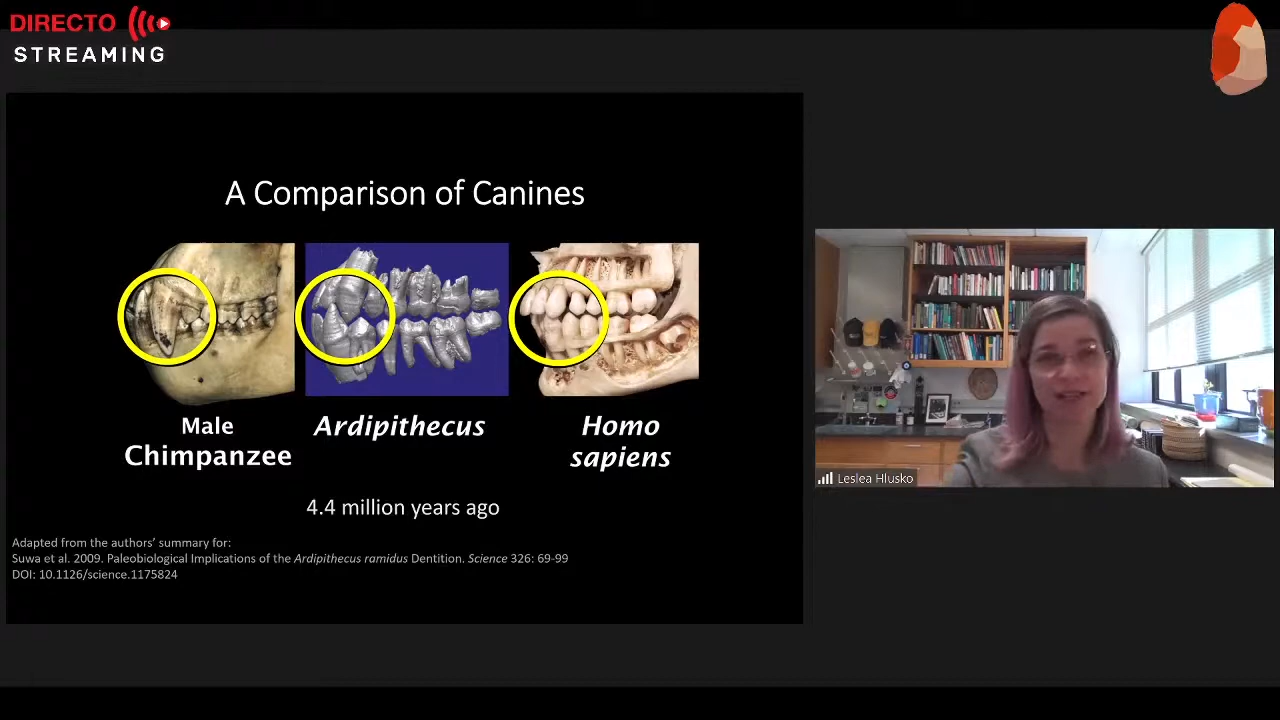 DIRECTO
STREAMING
A Comparison of Canines
Male
Chimpanzee
Ardipithecus
Homo
sapiens
4.4 million years ago
Adapted from the authors' summary for:
Suwa et al. 2009. Paleobiological Implications of the Ardipithecus ramidus Dentition. Science 326: 69-99
DOI: 10.1126/science.1175824
Leslea Hlusko